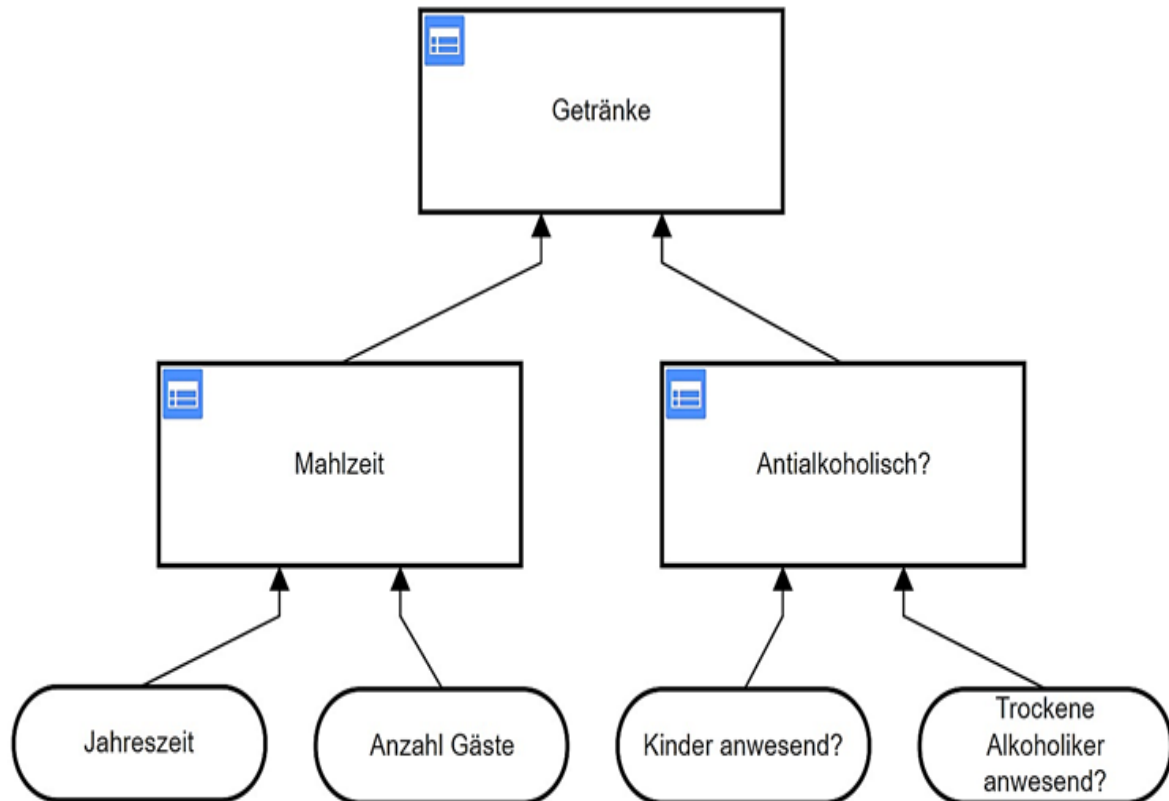 Getränke
Mahlzeit
Antialkoholisch?
Jahreszeit
Anzahl Gäste
Kinder anwesend?
Trockene
Alkoholiker
anwesend?